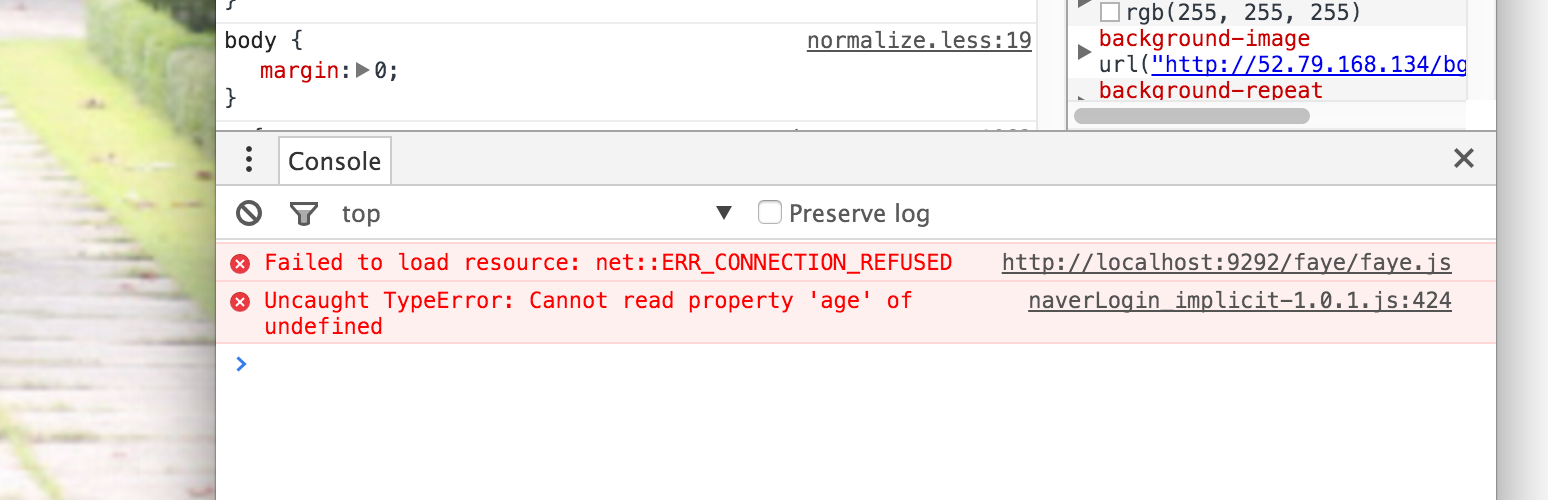 }
body {
normalize.less:19
margin: 0;
}
rgb(255, 255, 255)
background-image
url("http://52.79.168.134/bg
background-repeat
Console
top
Preserve log
Failed to load resource: net::ERR_CONNECTION_REFUSED
http://localhost:9292/faye/faye.js
Uncaught TypeError: Cannot read property 'age' of
undefined
naverLogin_implicit-1.0.1.js:424